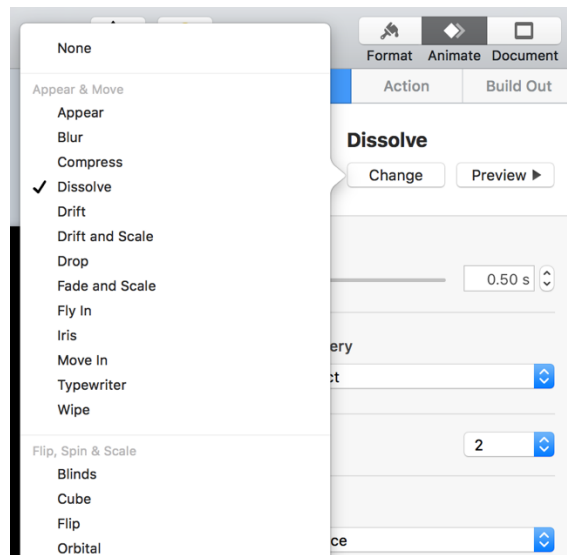 None
Appear & Move
Appear
Blur
Compress
Dissolve
Drift
Drift and Scale
Drop
Fade and Scale
Fly In
Iris
Move In
Typewriter
Wipe
Flip, Spin & Scale
Blinds
Cube
Flip
Orbital
Format Animate Document
Action Build Out
Dissolve
Change Preview
0.50 s
ery
ct
2
ce